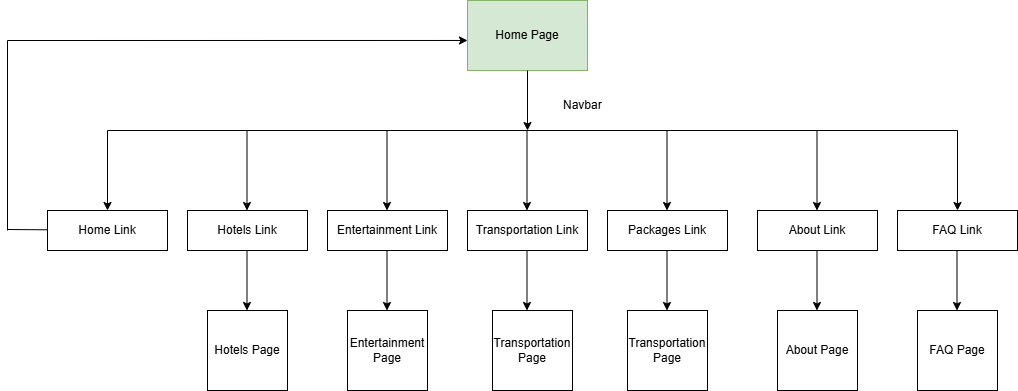 Home Page
Navbar
Home Link
Hotels Link
Entertainment Link
Transportation Link
Packages Link
About Link
FAQ Link
Hotels Page
Entertainment
Page
Transportation
Page
Transportation
Page
About Page
FAQ Page